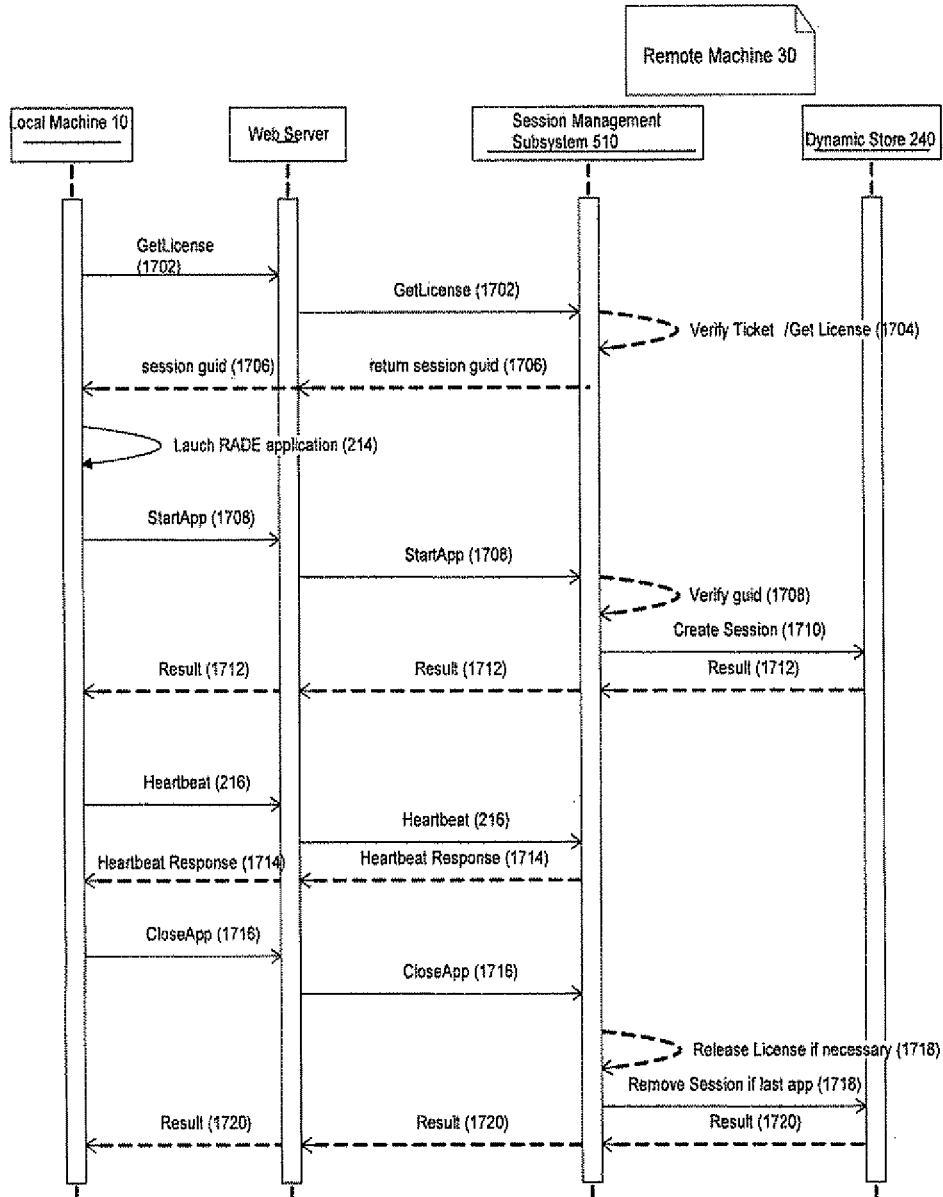 Remote Machine 30
Local Machine 10
Web Server
Session Management
Subsystem 510
Dynamic Store 240
GetLicense
(1702)
GetLicense (1702)
Verify Ticket /Get License (1704)
session guid (1706)
return session guid (1706)
Lauch RADE application (214)
StartApp (1708)
StartApp (1708)
Verify guid (1708)
Create Session (1710)
Result (1712)
Result (1712)
Result (1712)
Heartbeat (216)
Heartbeat (216)
Heartbeat Response (1714)
Heartbeat Response (1714)
CloseApp (1716)
CloseApp (1716)
Release License if necessary (1718)
Remove Session if last app (1718)
Result (1720)
Result (1720)
Result (1720)